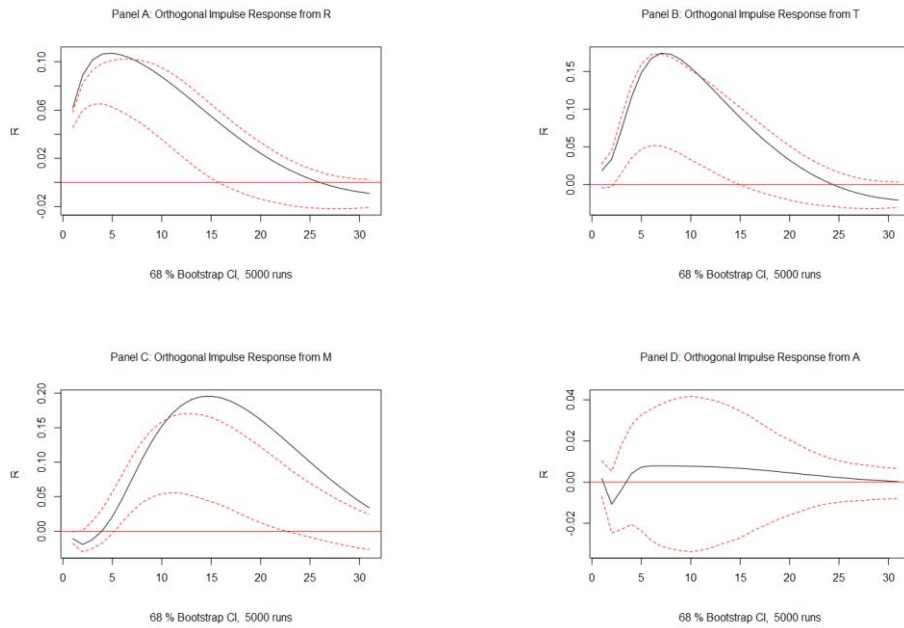 Panel A: Orthogonal Impulse Response from R
R
0.10
0.06
0.02
-0.02
0 5 10 15 20 25 30
68 % Bootstrap CI, 5000 runs
Panel B: Orthogonal Impulse Response from T
R
0.15
0.10
0.05
0.00
0 5 10 15 20 25 30
68 % Bootstrap CI, 5000 runs
Panel C: Orthogonal Impulse Response from M
R
0.20
0.15
0.10
0.05
0.00
0 5 10 15 20 25 30
68 % Bootstrap CI, 5000 runs
Panel D: Orthogonal Impulse Response from A
R
0.04
0.02
0.00
-0.02
0 5 10 15 20 25 30
68 % Bootstrap CI, 5000 runs